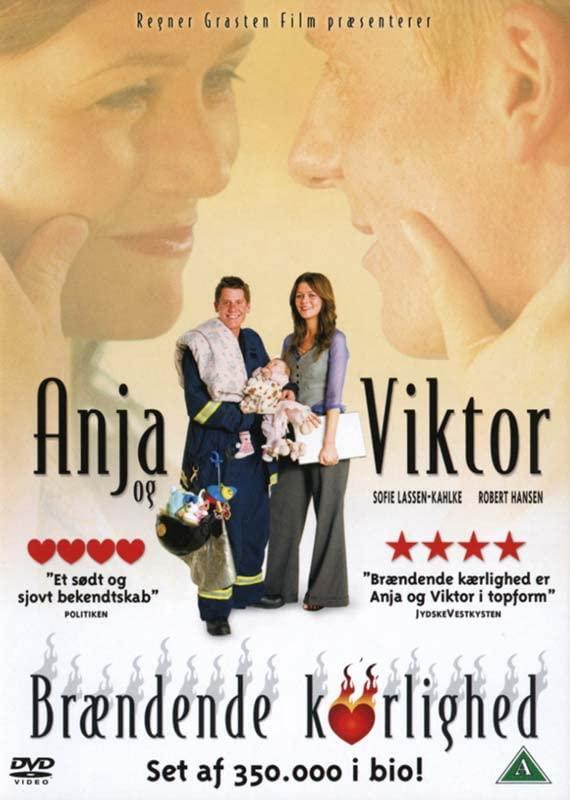 Regner Grasten Film præsenterer
Anja
og
Viktor
SOFIE LASSEN-KAHLKE ROBERT HANSEN
"Et sødt og
sjovt bekendtskab"
POLITIKEN
"Brændende kærlighed er
Anja og Viktor i topform"
JYDSKEVESTKYSTEN
Brændende kærlighed
DVD
VIDEO
Set af 350.000 i bio!
A